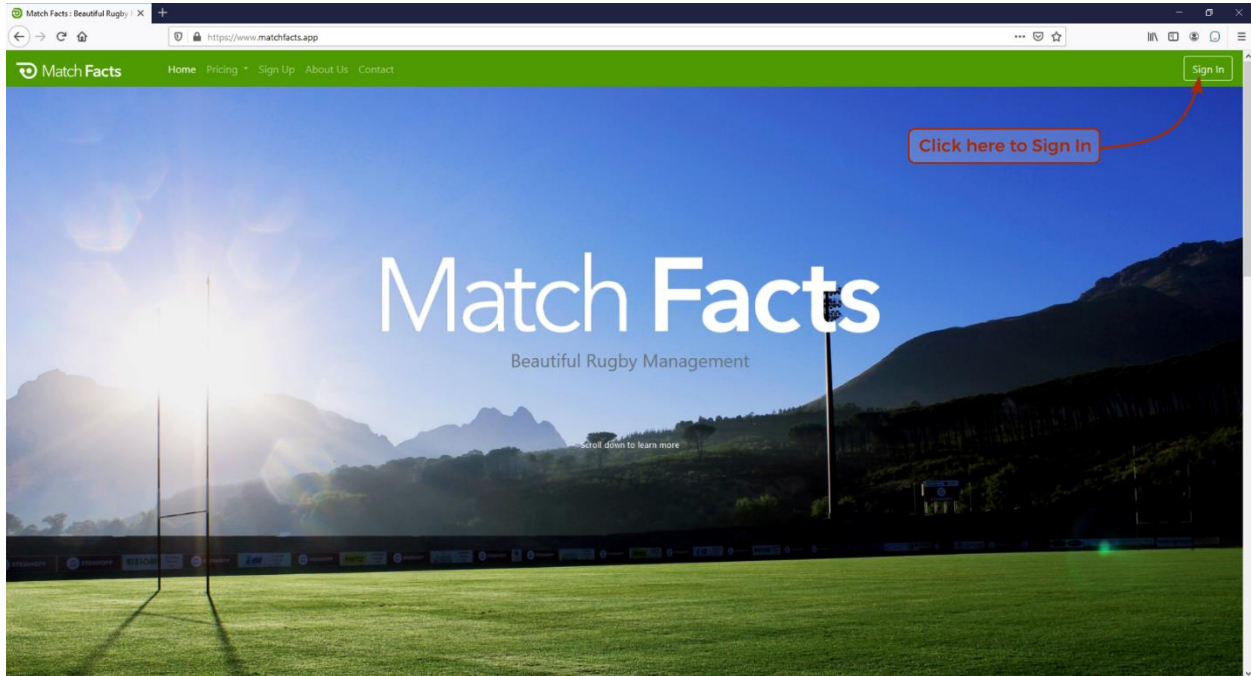 Match Facts : Beautiful Rugby
https://www.matchfacts.app
Match Facts
Home Pricing Sign Up About Us Contact
Sign In
Click here to Sign In
Match Facts
Beautiful Rugby Management
Scroll down to learn more